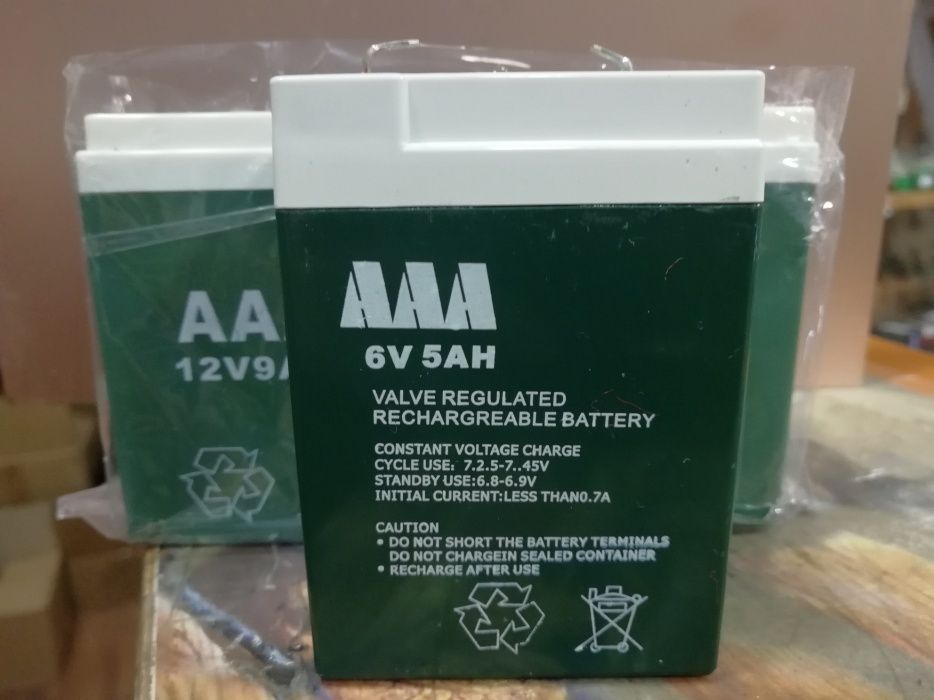 AAA
6V 5AH
VALVE REGULATED
RECHARGREABLE BATTERY
CONSTANT VOLTAGE CHARGE
CYCLE USE: 7.2.5-7..45V
STANDBY USE:6.8-6.9V
INITIAL CURRENT:LESS THAN0.7A
CAUTION
• DO NOT SHORT THE BATTERY TERMINALS
DO NOT CHARGEIN SEALED CONTAINER
• RECHARGE AFTER USE
AA
12V9